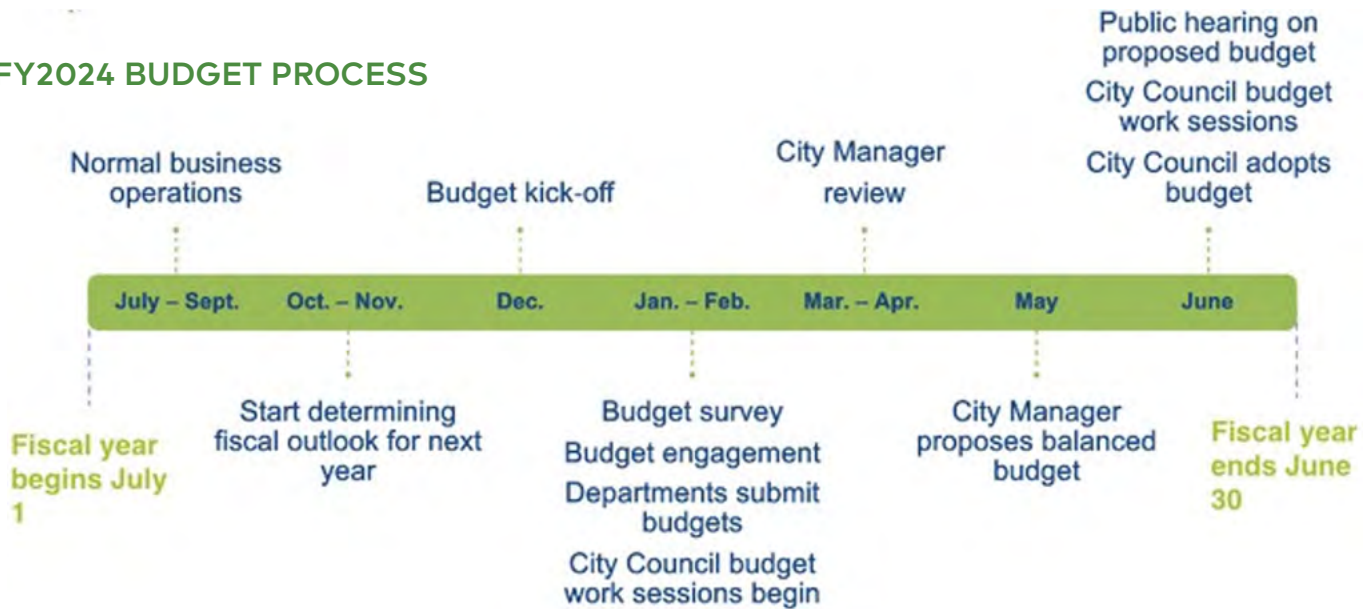 FY2024 BUDGET PROCESS
Public hearing on
proposed budget
City Council budget
work sessions
City Council adopts
budget
Normal business
operations
Budget kick-off
City Manager
review
July – Sept.
Oct. – Nov.
Dec.
Jan. – Feb.
Mar. – Apr.
May
June
Fiscal year
begins July
1
Start determining
fiscal outlook for next
year
Budget survey
Budget engagement
Departments submit
budgets
City Council budget
work sessions begin
City Manager
proposes balanced
budget
Fiscal year
ends June
30